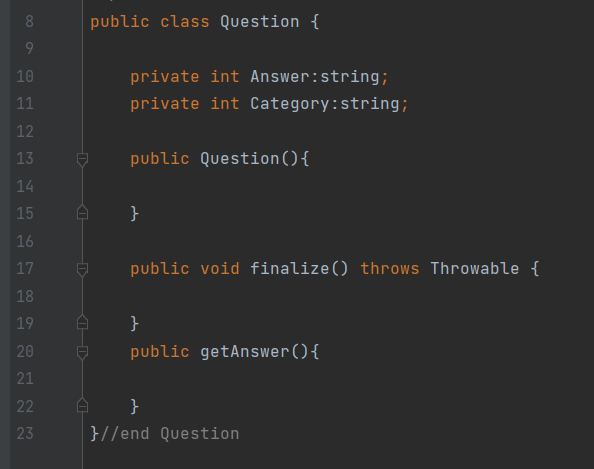 8 public class Question {
9
10 private int Answer:string;
11 private int Category:string;
12
13 public Question(){
14
15 }
16
17 public void finalize() throws Throwable {
18
19 }
20 public getAnswer(){
21
22 }
23 }//end Question